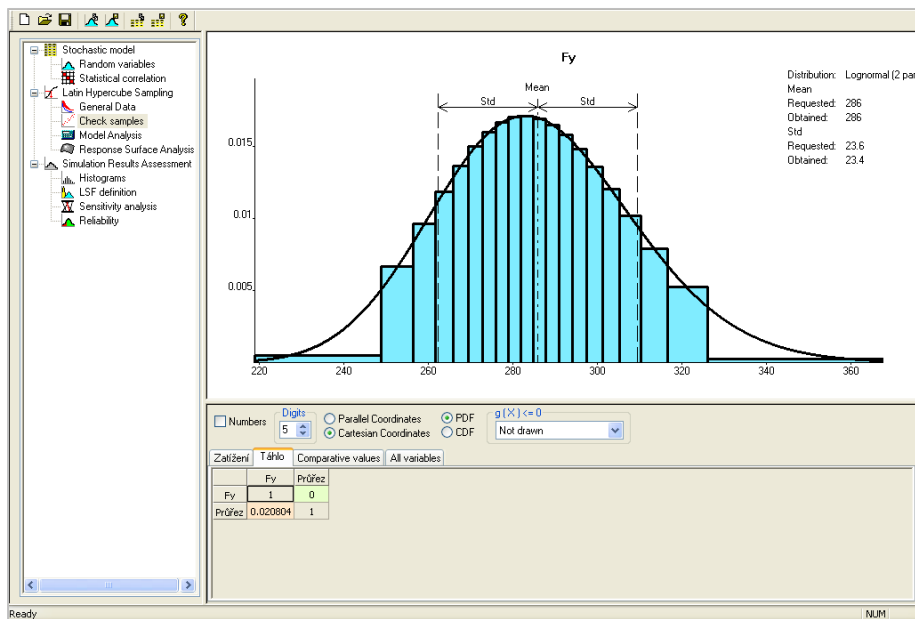 Stochastic model
Random variables
Statistical correlation
Latin Hypercube Sampling
General Data
Check samples
Model Analysis
Response Surface Analysis
Simulation Results Assessment
Histograms
LSF definition
Sensitivity analysis
Reliability
Fy
Mean
Std Std
0.015
0.01
0.005
220 240 260 280 300 320 340 360
Distribution: Lognormal (2 par
Mean
Requested: 286
Obtained: 286
Std
Requested: 23.6
Obtained: 23.4
Numbers
Digits
5
Parallel Coordinates
Cartesian Coordinates
PDF
CDF
g ( X ) <= 0
Not drawn
Zatížení Táhlo Comparative values All variables
Fy Průřez
Fy 1 0
Průřez 0.020804 1
Ready NUM